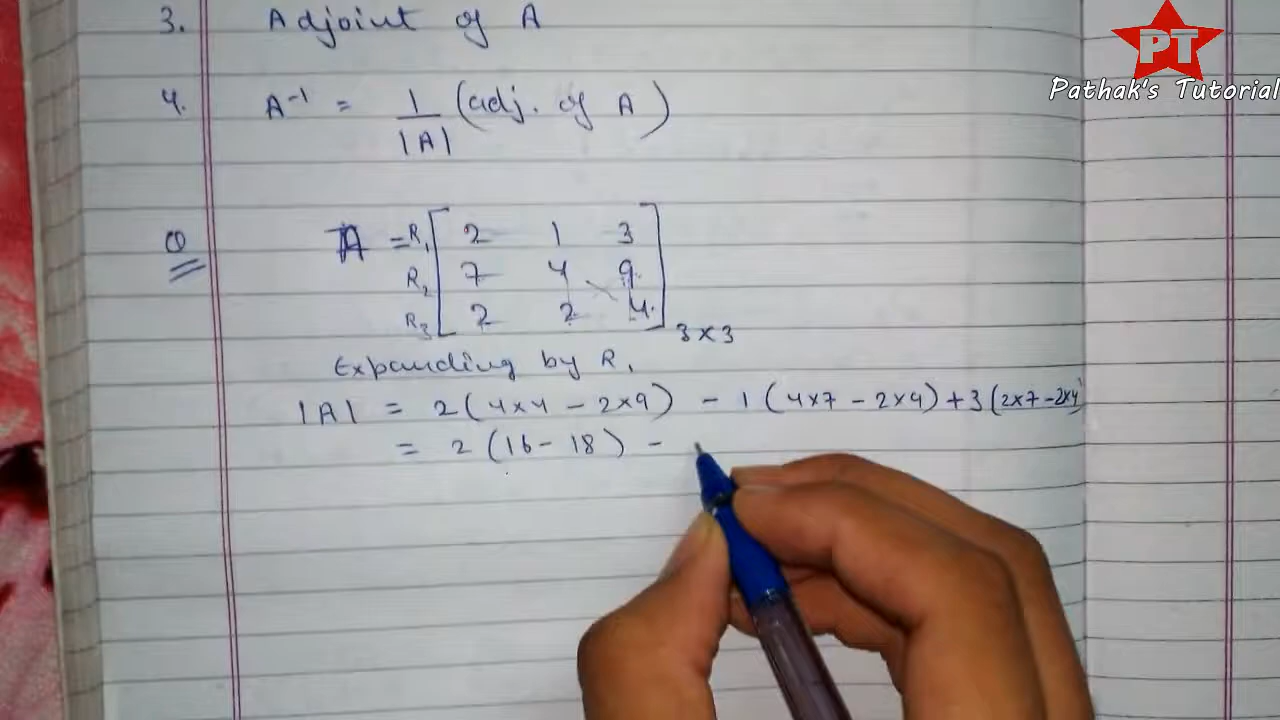 3. Adjoint of A
PT
Pathak's Tutorial
4. A⁻¹ = 1/|A| (adj. of A)
Q A = R₁ [ 2 1 3
R₂ 7 4 9
R₃ 2 2 4 ] 3×3
Expanding by R₁
|A| = 2(4×4 - 2×9) - 1(4×7 - 2×9) + 3(2×7 - 2×4)
= 2(16 - 18) -